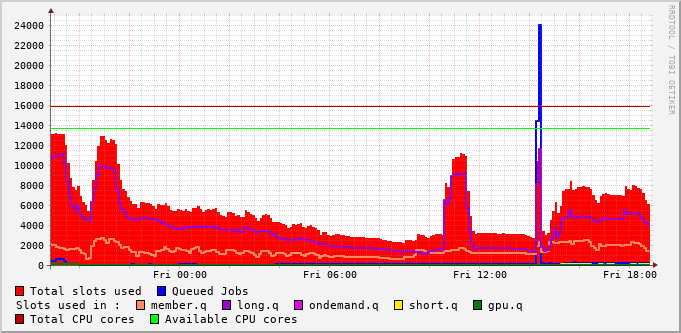 RRDTOOL / TOBI OETIKER
24000
22000
20000
18000
16000
14000
12000
10000
8000
6000
4000
2000
0
Fri 00:00 Fri 06:00 Fri 12:00 Fri 18:00
Total slots used Queued Jobs
Slots used in : member.q long.q ondemand.q short.q gpu.q
Total CPU cores Available CPU cores